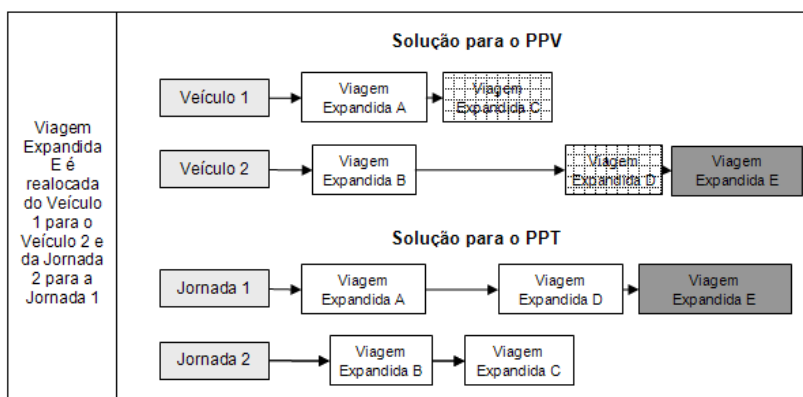 Viagem
Expandida
E é
realocada
do Veículo
1 para o
Veículo 2 e
da Jornada
2 para a
Jornada 1
Solução para o PPV
Veículo 1
Viagem
Expandida A
Viagem
Expandida C
Veículo 2
Viagem
Expandida B
Viagem
Expandida D
Viagem
Expandida E
Solução para o PPT
Jornada 1
Viagem
Expandida A
Viagem
Expandida D
Viagem
Expandida E
Jornada 2
Viagem
Expandida B
Viagem
Expandida C